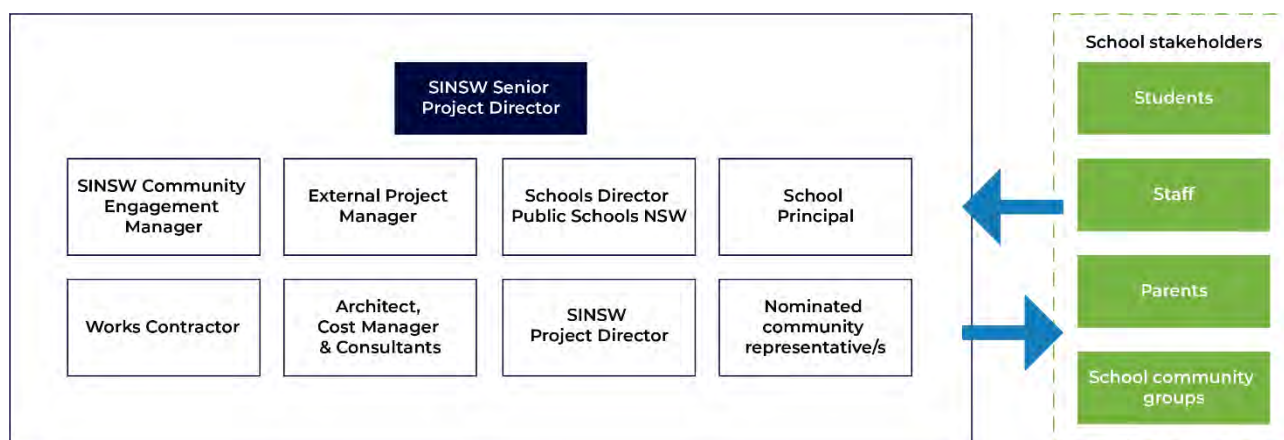 School stakeholders
SINSW Senior
Project Director
Students
SINSW Community
Engagement
Manager
External Project
Manager
Schools Director
Public Schools NSW
School
Principal
Staff
Works Contractor
Architect,
Cost Manager
& Consultants
SINSW
Project Director
Nominated
community
representative/s
Parents
School community
groups